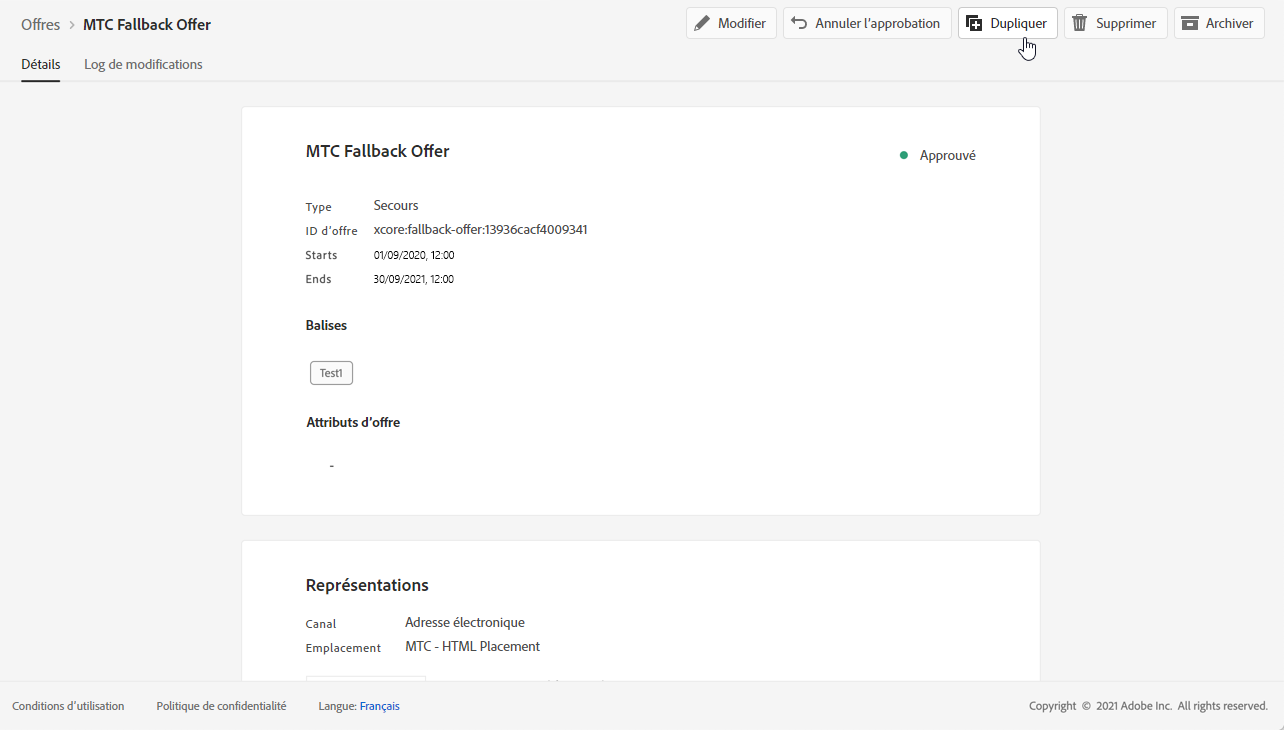 Offres > MTC Fallback Offer
Modifier
Annuler l’approbation
Dupliquer
Supprimer
Archiver
Détails
Log de modifications
MTC Fallback Offer
Approuvé
Type Secours
ID d’offre xcore:fallback-offer:13936cacf4009341
Starts 01/09/2020, 12:00
Ends 30/09/2021, 12:00
Balises
Test1
Attributs d’offre
-
Représentations
Canal Adresse électronique
Emplacement MTC - HTML Placement
Conditions d’utilisation
Politique de confidentialité
Langue: Français
Copyright © 2021 Adobe Inc. All rights reserved.